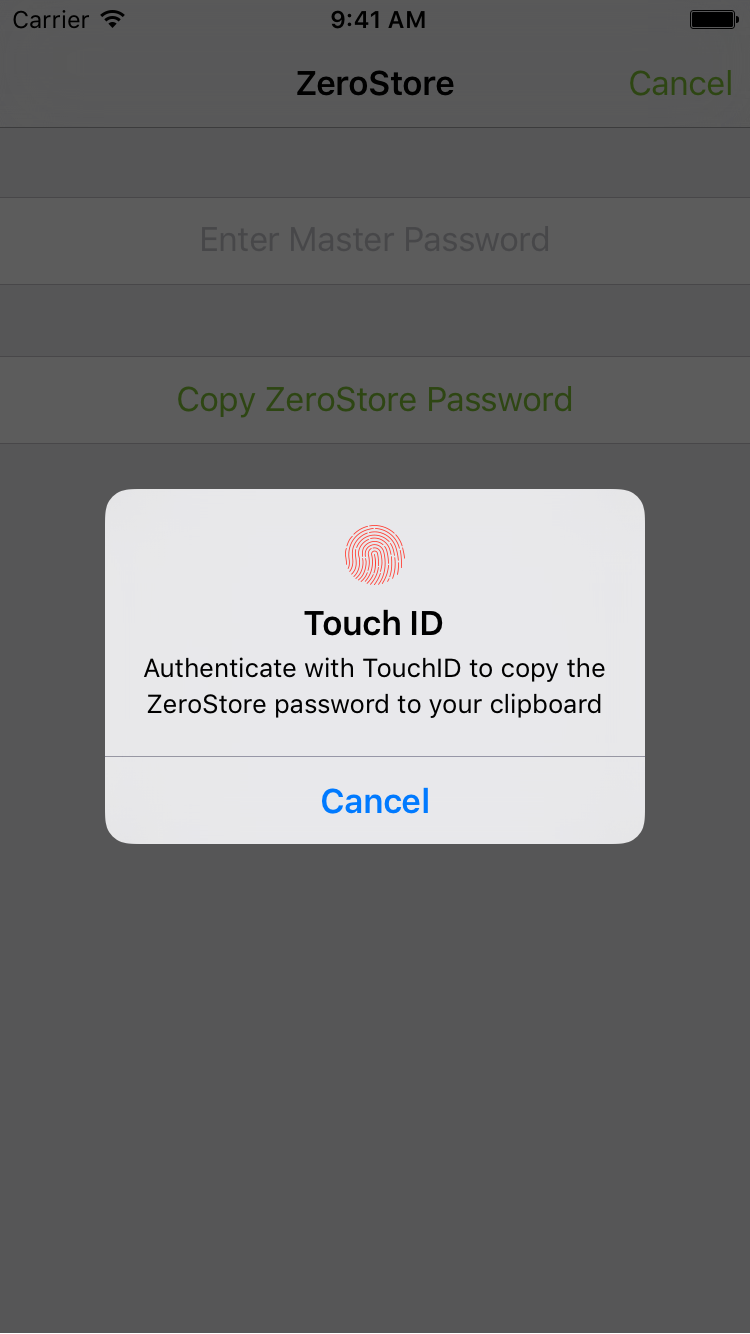 Carrier
9:41 AM
ZeroStore
Cancel
Enter Master Password
Copy ZeroStore Password
Touch ID
Authenticate with TouchID to copy the
ZeroStore password to your clipboard
Cancel